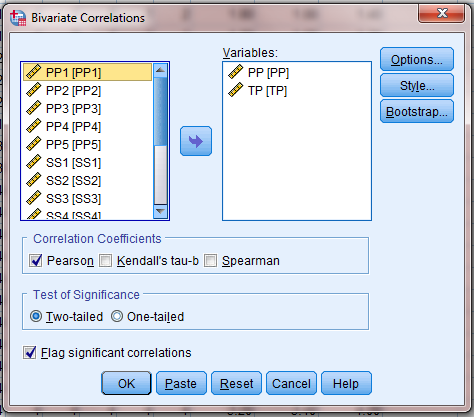 Bivariate Correlations
Variables:
PP1 [PP1]
PP2 [PP2]
PP3 [PP3]
PP4 [PP4]
PP5 [PP5]
SS1 [SS1]
SS2 [SS2]
SS3 [SS3]
SS4 [SS4]
PP [PP]
TP [TP]
Options...
Style...
Bootstrap...
Correlation Coefficients
Pearson Kendall's tau-b Spearman
Test of Significance
Two-tailed One-tailed
Flag significant correlations
OK Paste Reset Cancel Help